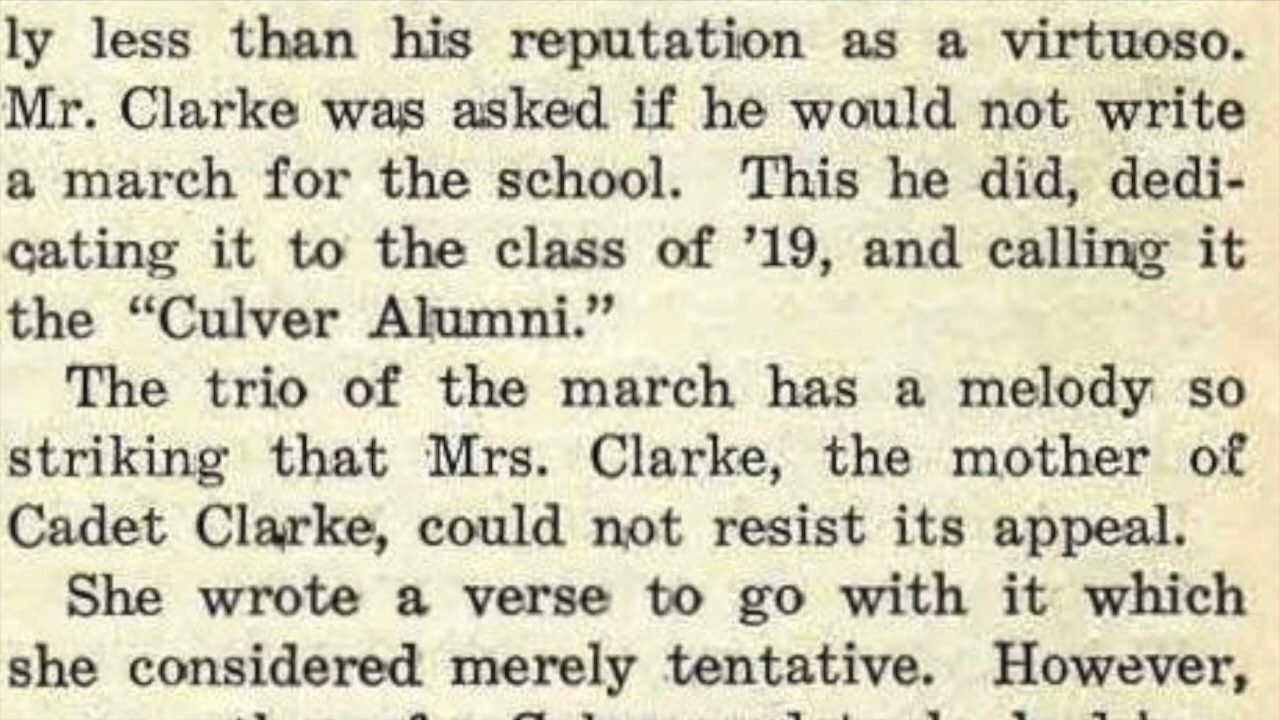 ly less than his reputation as a virtuoso.
Mr. Clarke was asked if he would not write
a march for the school. This he did, dedi-
cating it to the class of ’19, and calling it
the “Culver Alumni.”
The trio of the march has a melody so
striking that Mrs. Clarke, the mother of
Cadet Clarke, could not resist its appeal.
She wrote a verse to go with it which
she considered merely tentative. However,